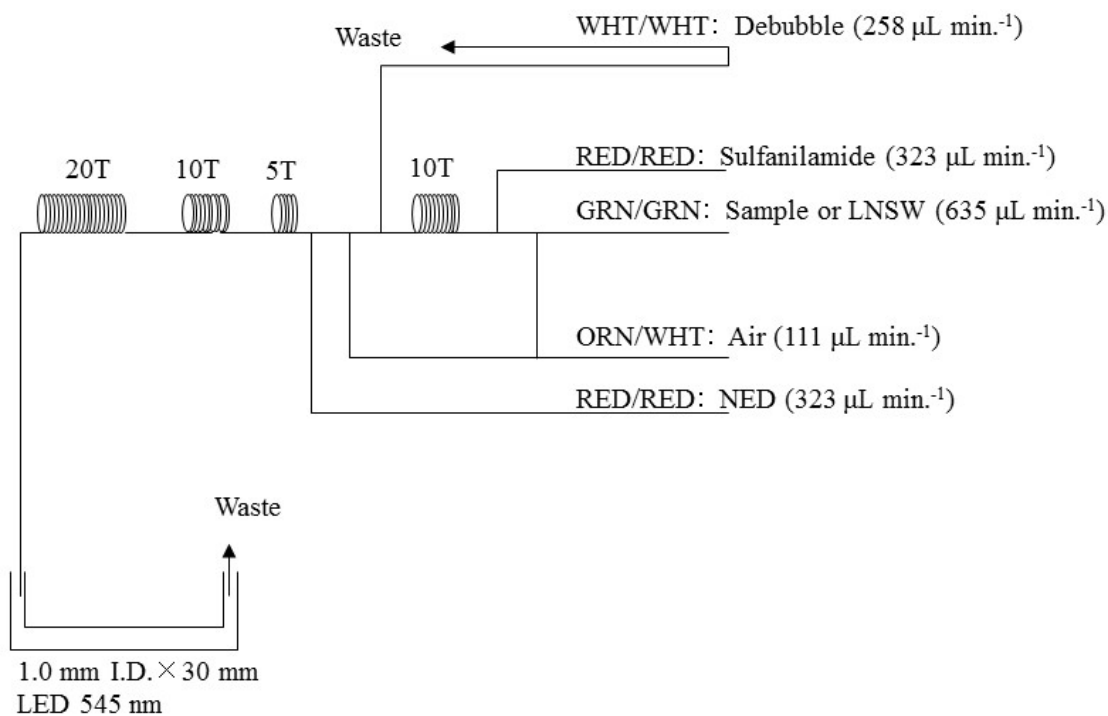 WHT/WHT: Debubble (258 μL min.⁻¹)
Waste
RED/RED: Sulfanilamide (323 μL min.⁻¹)
20T 10T 5T 10T
GRN/GRN: Sample or LNSW (635 μL min.⁻¹)
ORN/WHT: Air (111 μL min.⁻¹)
RED/RED: NED (323 μL min.⁻¹)
Waste
1.0 mm I.D.×30 mm
LED 545 nm